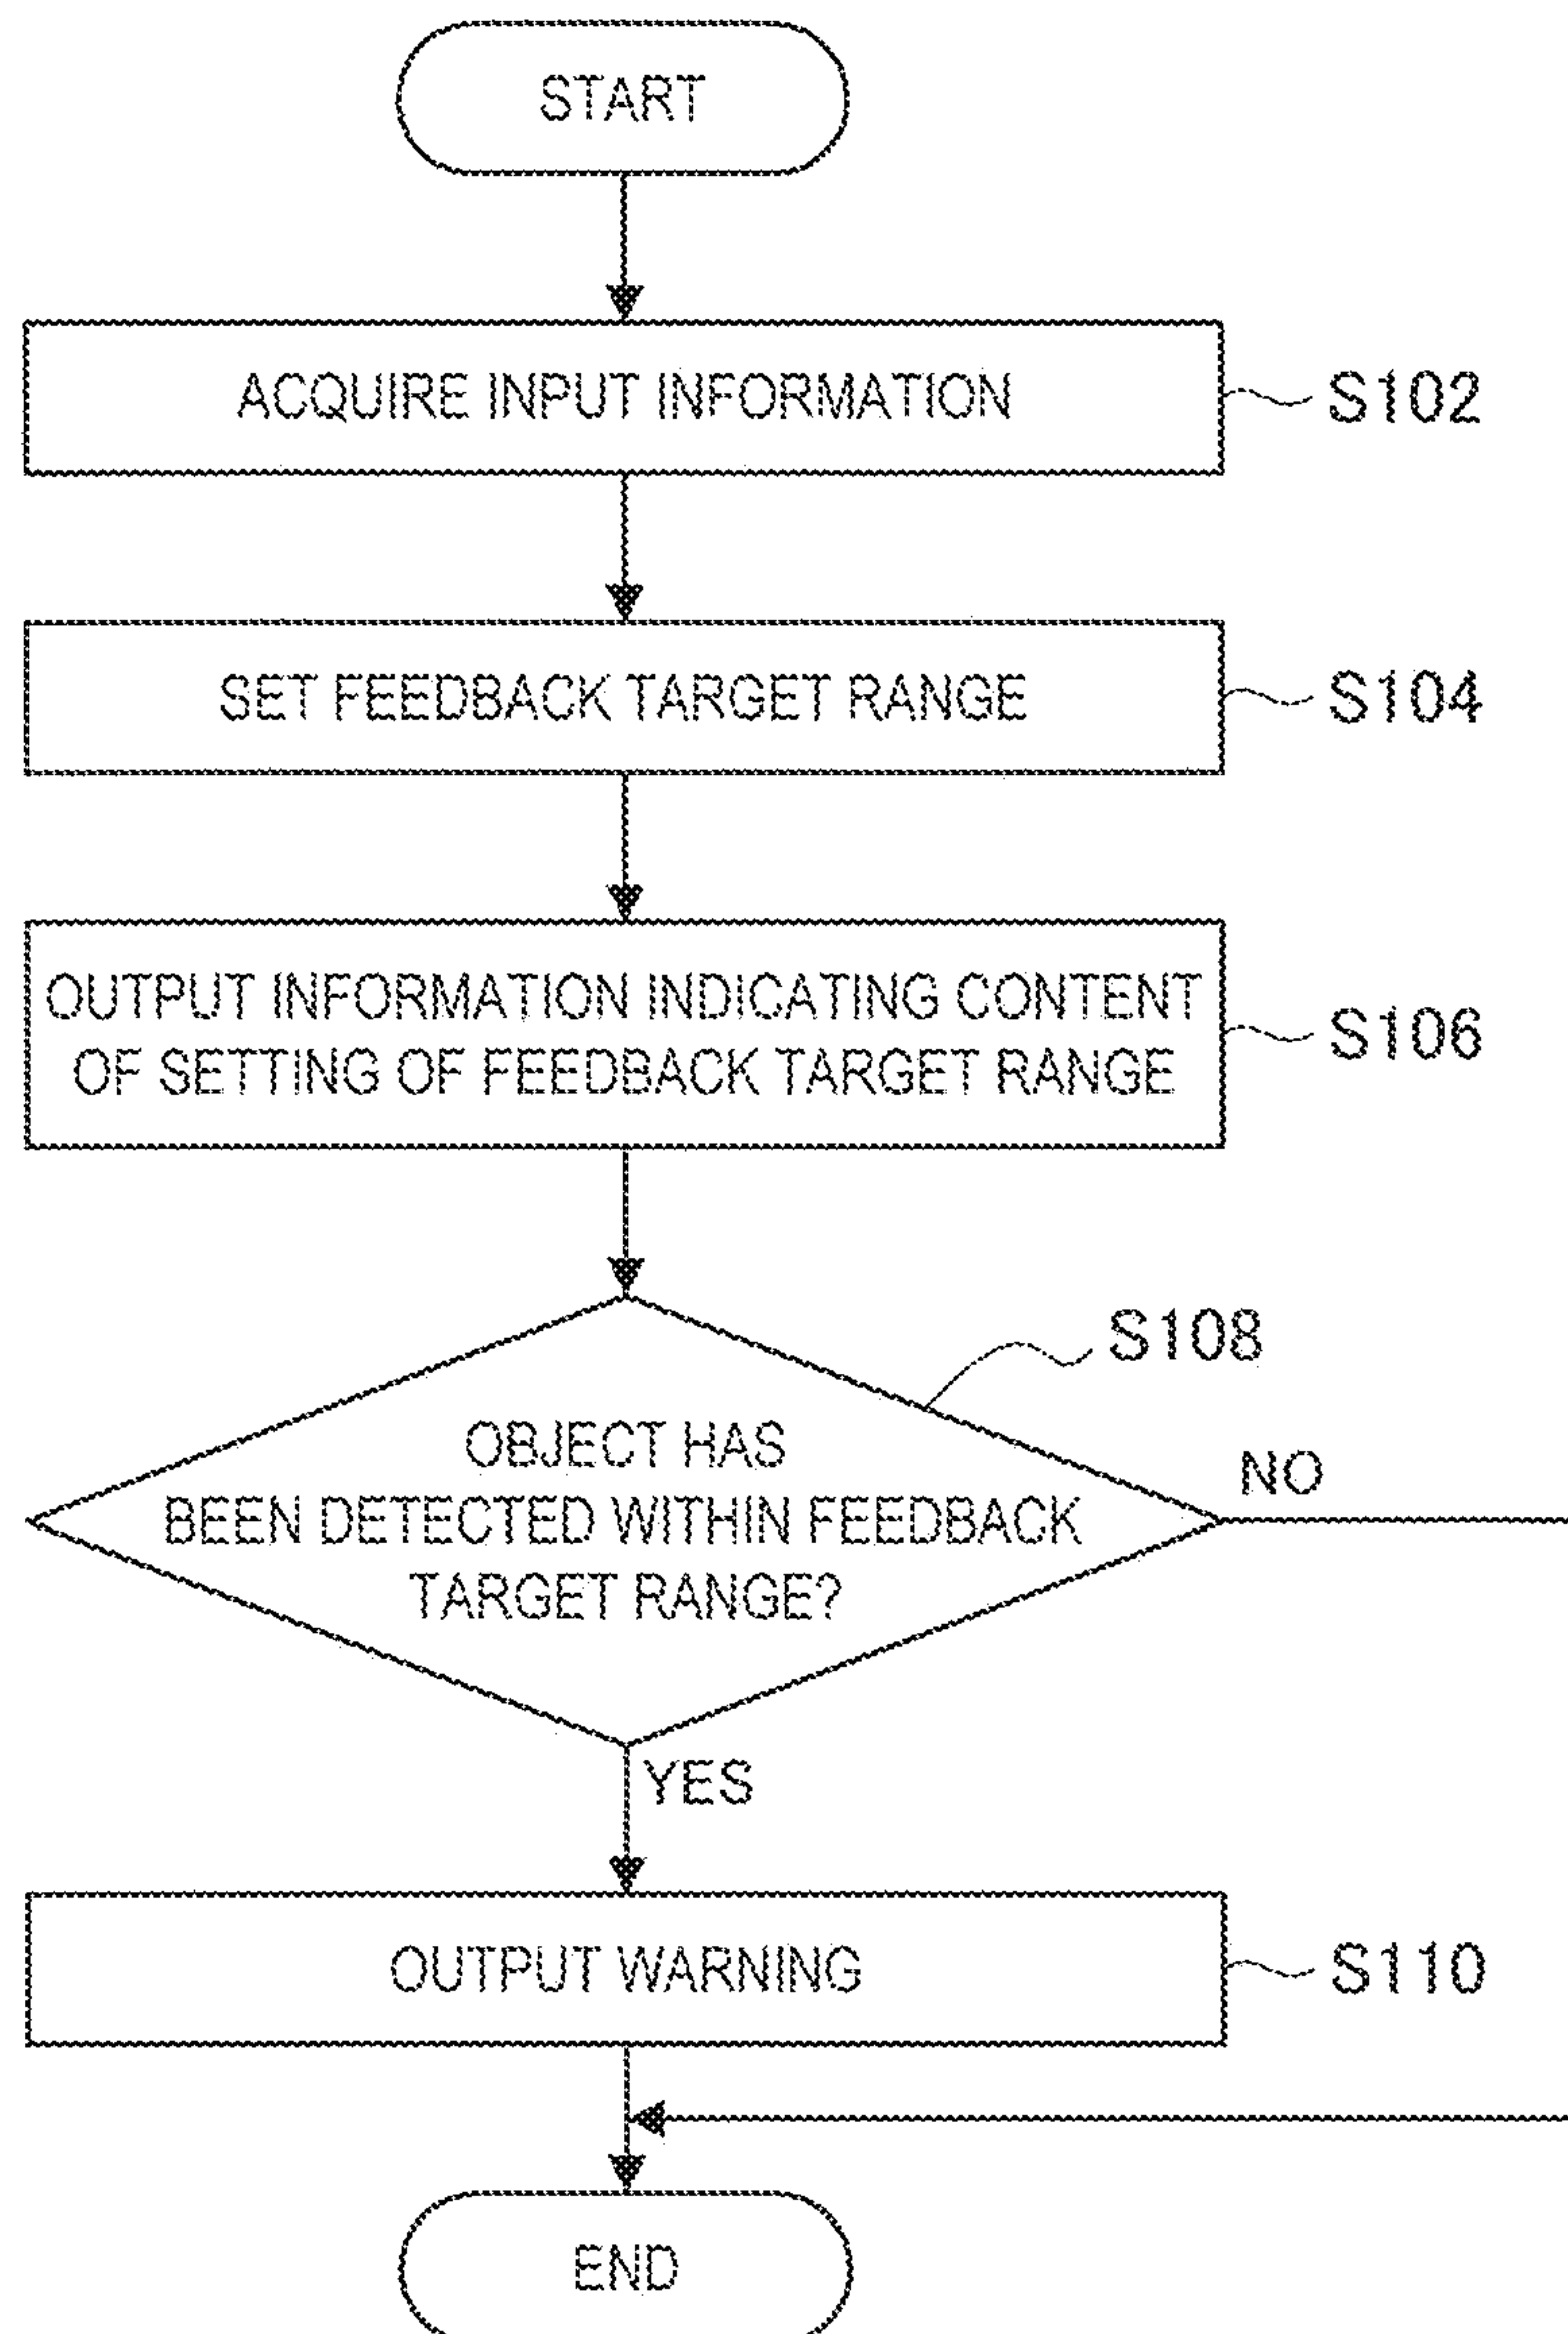 START
ACQUIRE INPUT INFORMATION
S102
SET FEEDBACK TARGET RANGE
S104
OUTPUT INFORMATION INDICATING CONTENT
OF SETTING OF FEEDBACK TARGET RANGE
S106
S108
OBJECT HAS
BEEN DETECTED WITHIN FEEDBACK
TARGET RANGE?
NO
YES
OUTPUT WARNING
S110
END